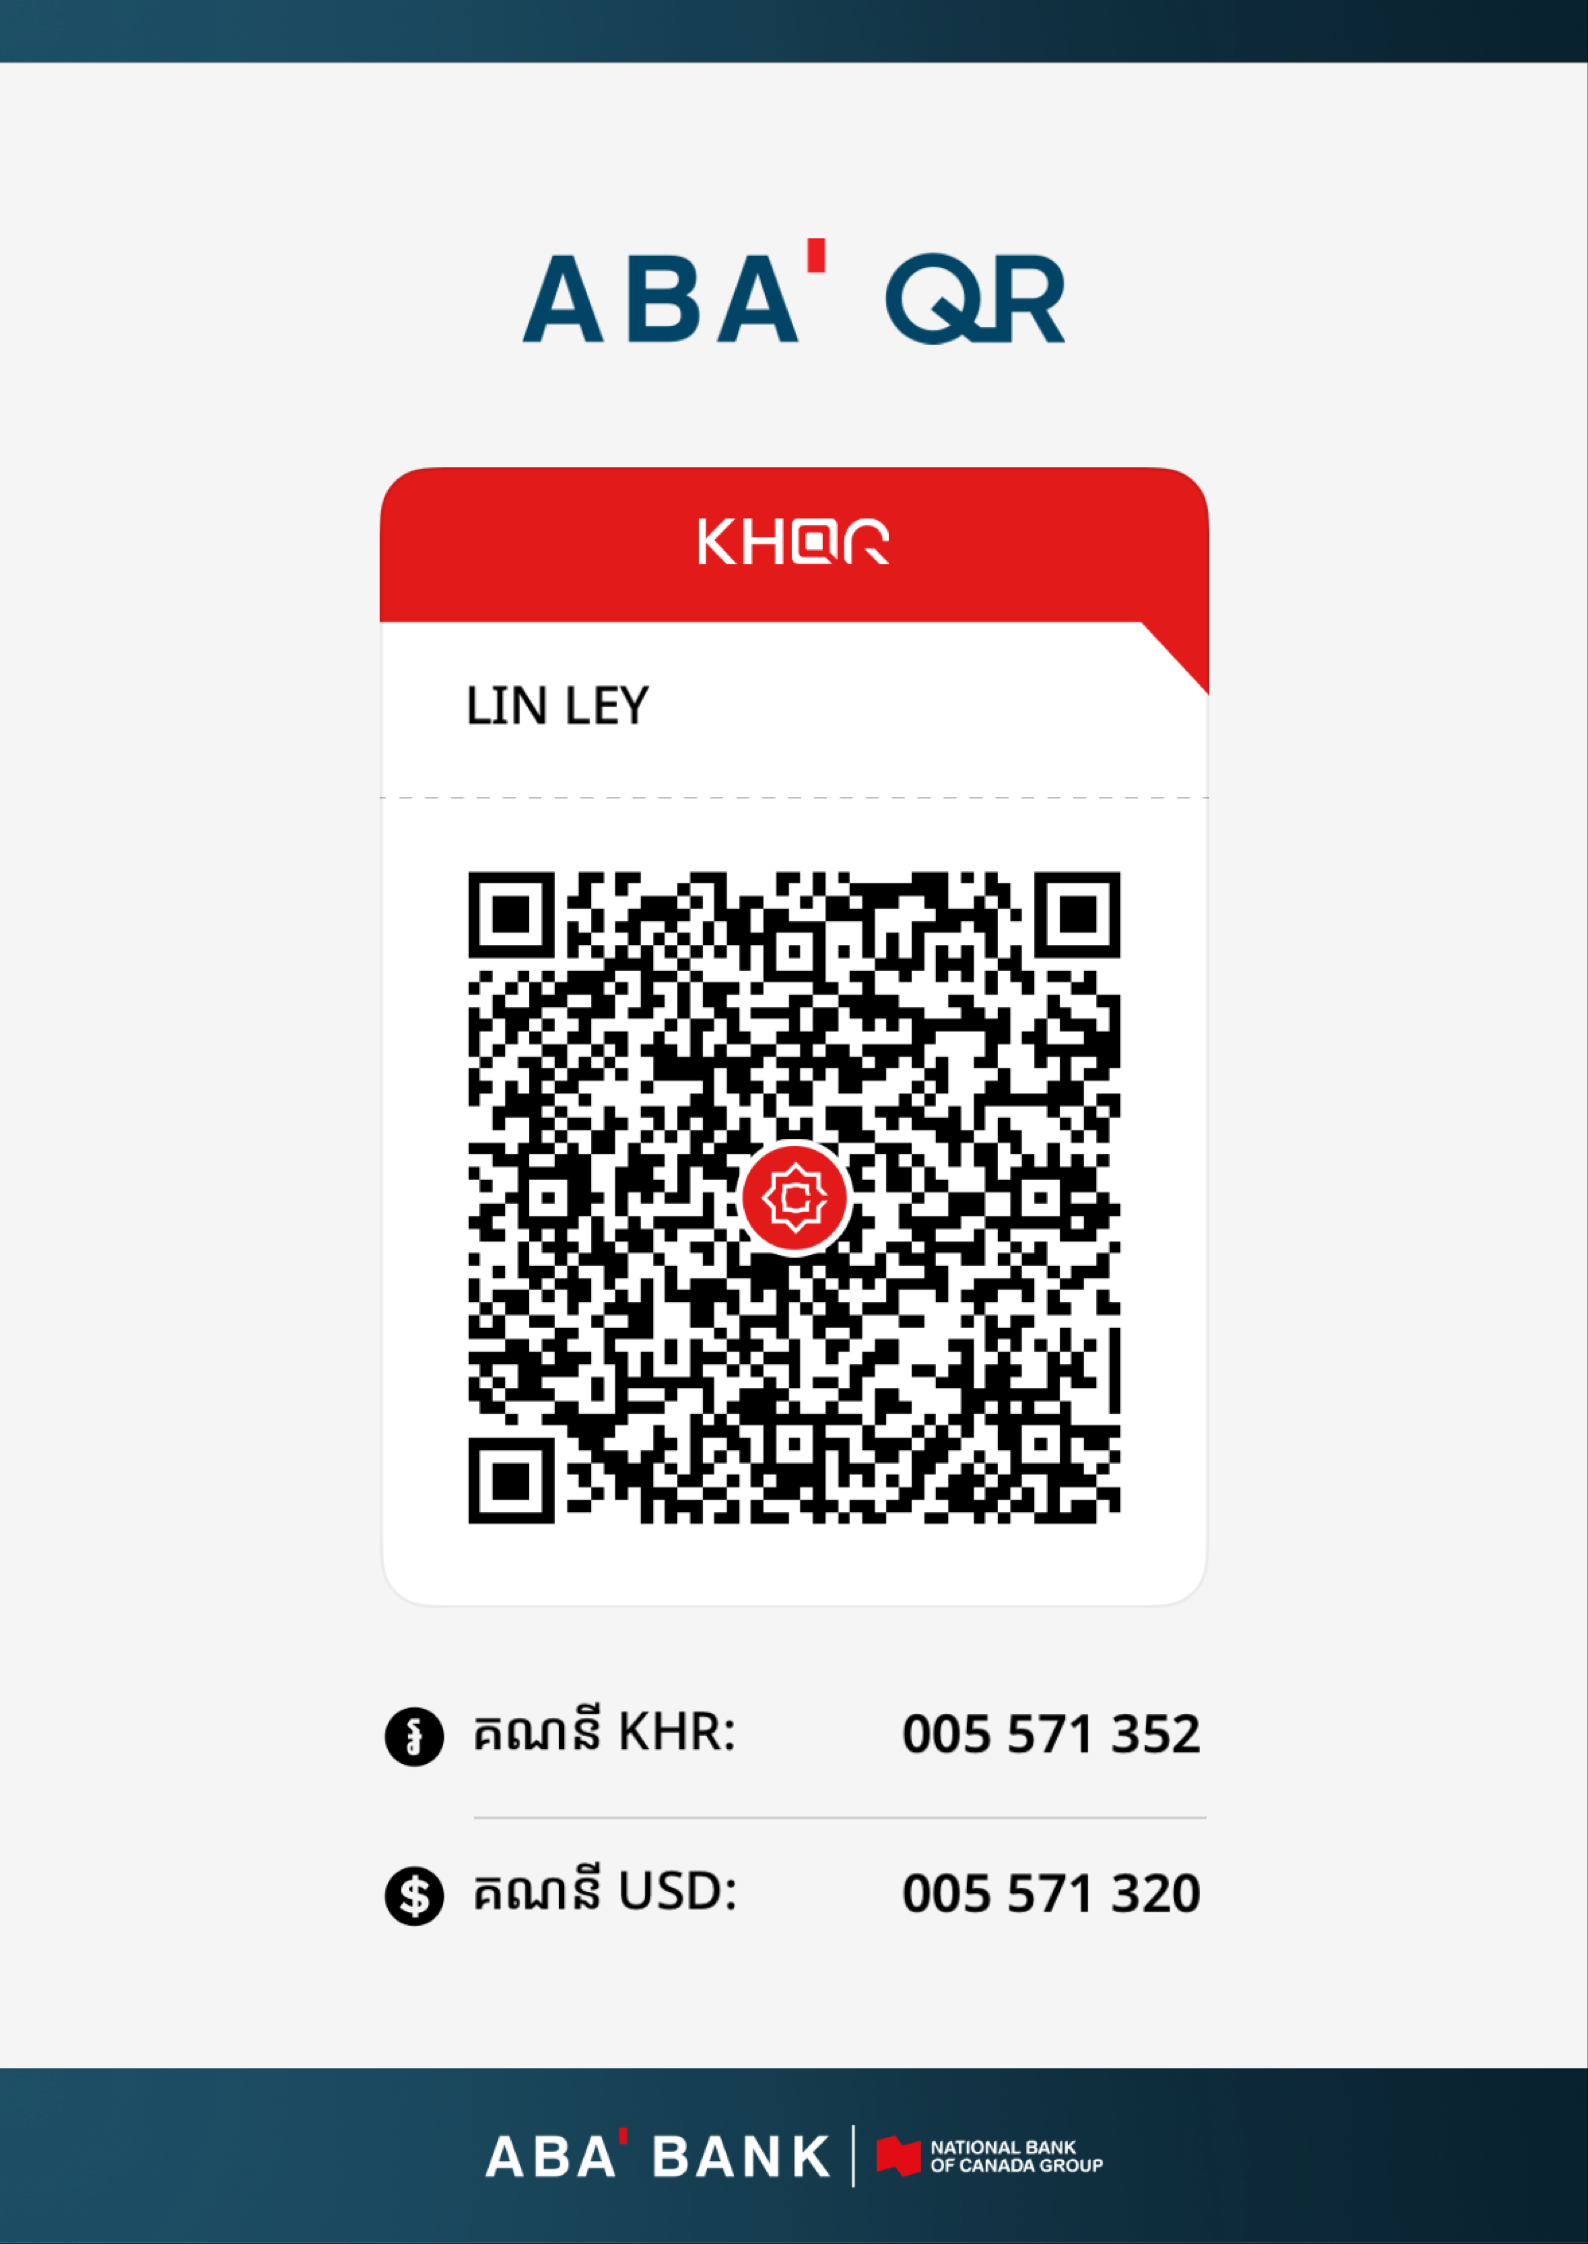 ABA' QR
KHQR
LIN LEY
គណនី KHR: 005 571 352
គណនី USD: 005 571 320
ABA' BANK
NATIONAL BANK
OF CANADA GROUP